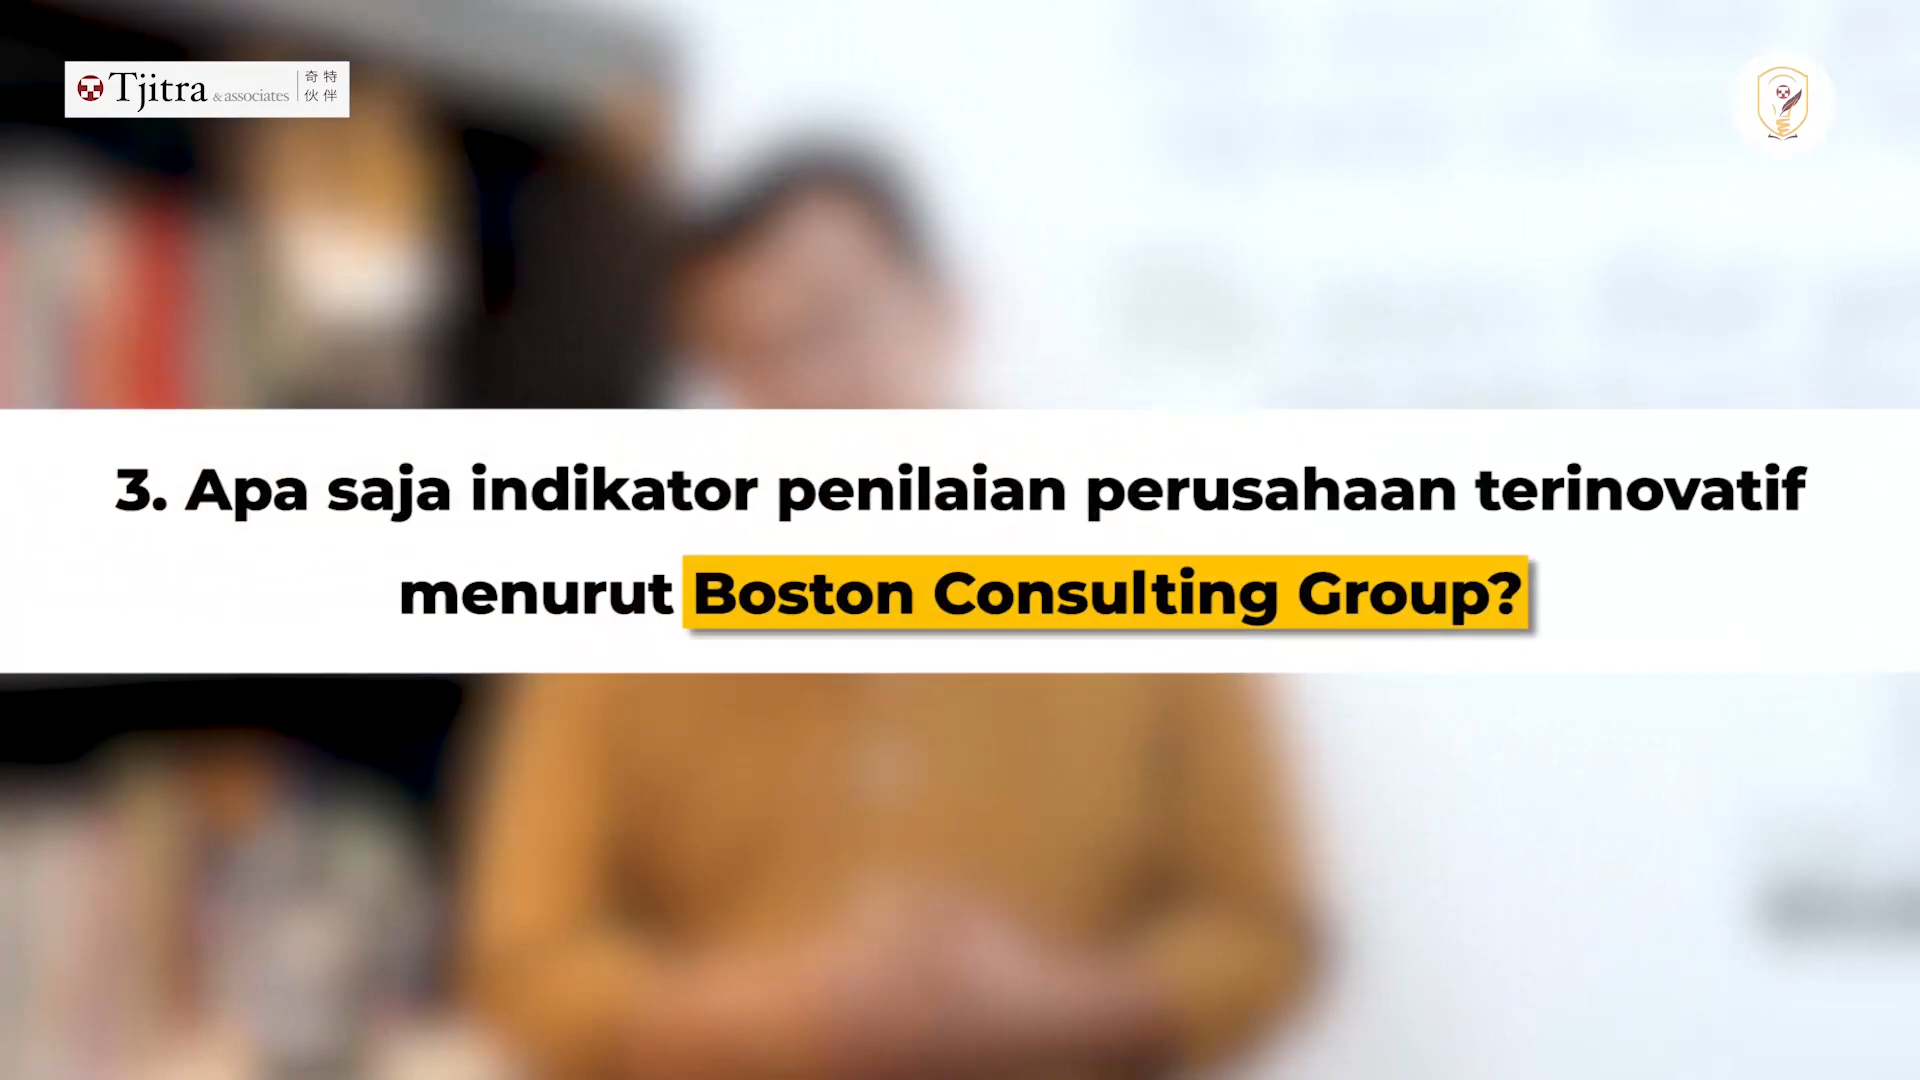 Tjitra & associates 奇特
伙伴
3. Apa saja indikator penilaian perusahaan terinovatif
menurut Boston Consulting Group?